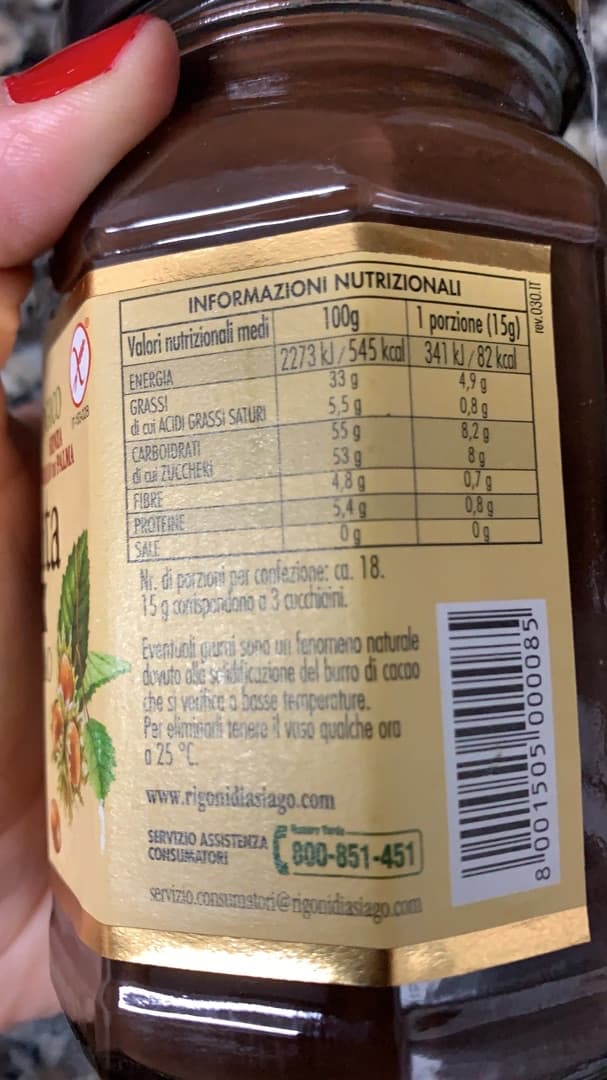 INFORMAZIONI NUTRIZIONALI
Valori nutrizionali medi 100g 1 porzione (15g)
ENERGIA 2273 kJ/545 kcal 341 kJ/82 kcal
GRASSI 33 g 4,9 g
di cui ACIDI GRASSI SATURI 5,5 g 0,8 g
CARBOIDRATI 55 g 8,2 g
di cui ZUCCHERI 53 g 8 g
FIBRE 4,8 g 0,7 g
PROTEINE 5,4 g 0,8 g
SALE 0 g 0 g
rev.030.IT
Nr. di porzioni per confezione: ca. 18.
15 g corrispondono a 3 cucchiaini.
Eventuali grumi sono un fenomeno naturale
dovuto alla solidificazione del burro di cacao
che si verifica a basse temperature.
Per eliminarli tenere il vaso qualche ora
a 25 °C.
www.rigonidiasiago.com
SERVIZIO ASSISTENZA
CONSUMATORI
Numero Verde
800-851-451
servizio.consumatori@rigonidiasiago.com
8 001505 000085
PALMA
ta